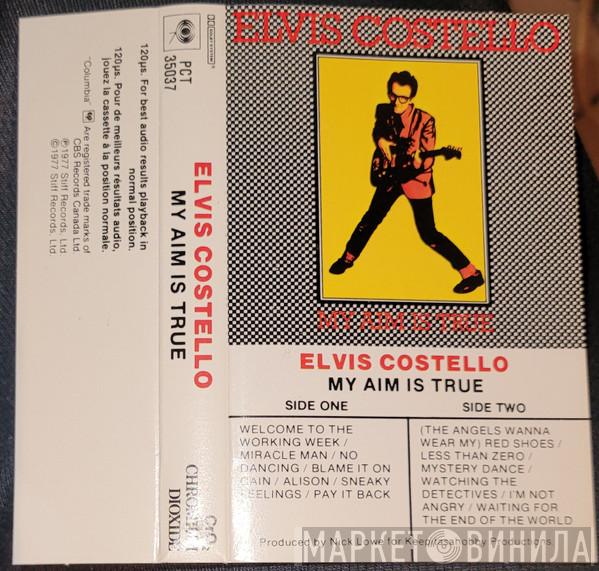 ELVIS COSTELLO
MY AIM IS TRUE
ELVIS COSTELLO
MY AIM IS TRUE
SIDE ONE
WELCOME TO THE
WORKING WEEK /
MIRACLE MAN / NO
DANCING / BLAME IT ON
CAIN / ALISON / SNEAKY
FEELINGS / PAY IT BACK
SIDE TWO
(THE ANGELS WANNA
WEAR MY) RED SHOES /
LESS THAN ZERO /
MYSTERY DANCE /
WATCHING THE
DETECTIVES / I'M NOT
ANGRY / WAITING FOR
THE END OF THE WORLD
Produced by Nick Lowe for Keepitasahobby Productions.
PCT
35037
ELVIS COSTELLO
MY AIM IS TRUE
CrO2
CHROMIUM
DIOXIDE
120µs. For best audio results playback in
normal position.
120µs. Pour de meilleurs résultats audio,
jouez la cassette à la position normale.
"Columbia" Are registered trade marks of
CBS Records Canada Ltd.
℗1977 Stiff Records, Ltd.
©1977 Stiff Records, Ltd.
МАРКЕТ ВИНИЛА